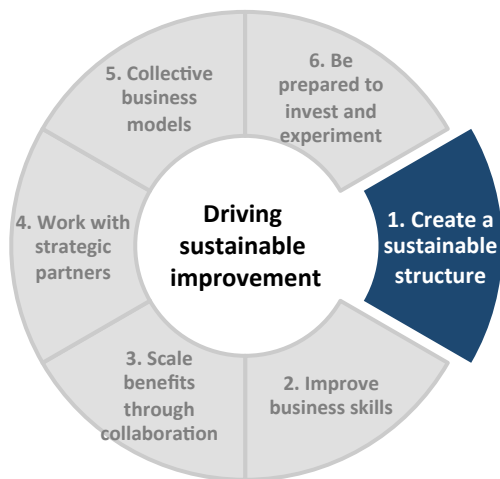 5. Collective
business
models
6. Be
prepared to
invest and
experiment
4. Work with
strategic
partners
Driving
sustainable
improvement
1. Create a
sustainable
structure
3. Scale
benefits
through
collaboration
2. Improve
business skills